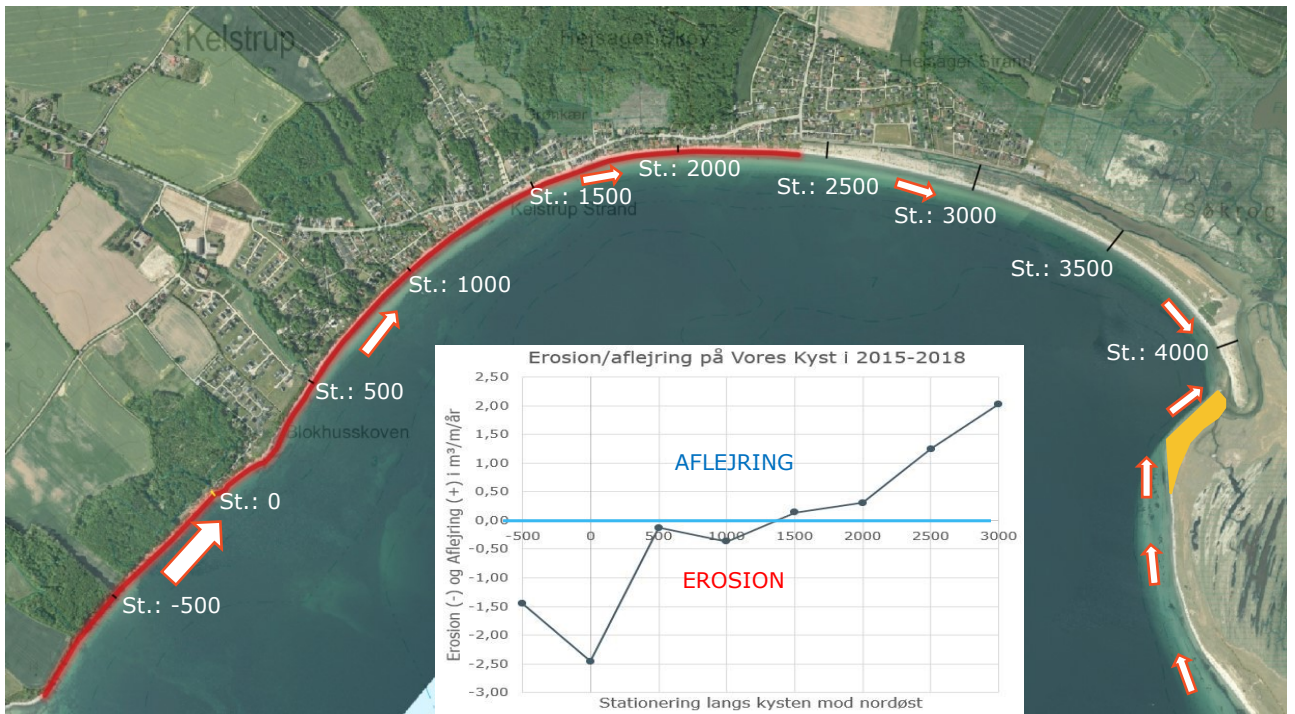 Kelstrup
Hejsager Skov
Hejsager Strand
Grønkær
St.: 2000
St.: 1500
St.: 2500
Kelstrup Strand
St.: 3000
Søkrog
St.: 3500
St.: 1000
St.: 4000
St.: 500
Blokhusskoven
St.: 0
St.: -500
Erosion/aflejring på Vores Kyst i 2015-2018
Erosion (-) og Aflejring (+) i m³/m/år
2,50
2,00
1,50
1,00
0,50
0,00
-0,50
-1,00
-1,50
-2,00
-2,50
-3,00
AFLEJRING
-500 0 500 1000 1500 2000 2500 3000
EROSION
Stationering langs kysten mod nordøst